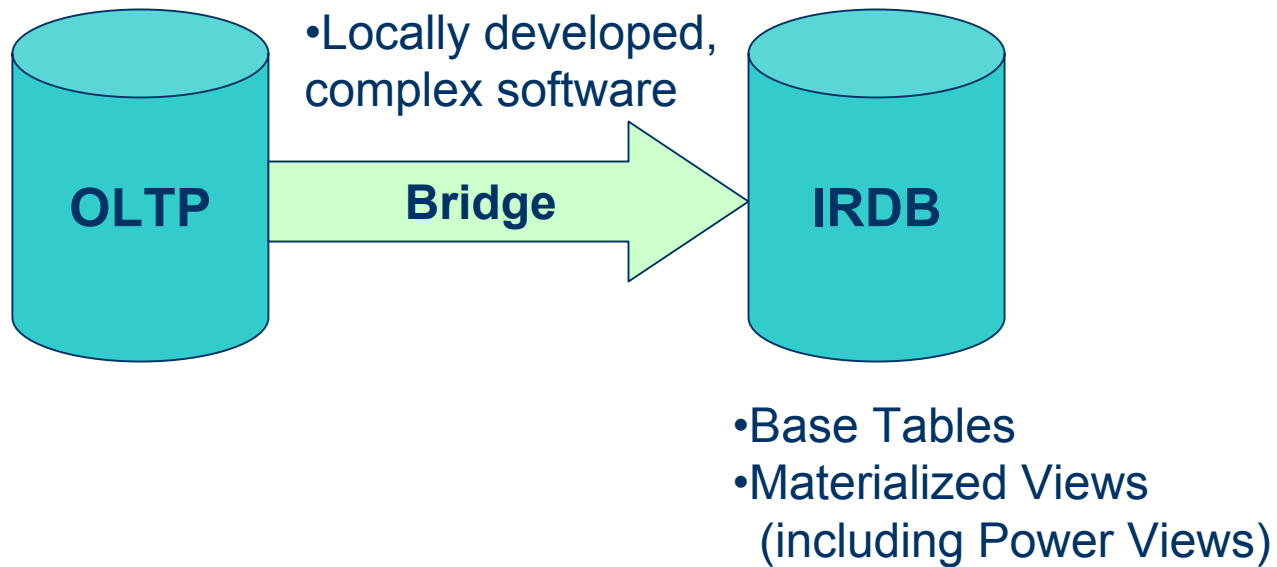 •Locally developed,
complex software
OLTP
Bridge
IRDB
•Base Tables
•Materialized Views
(including Power Views)